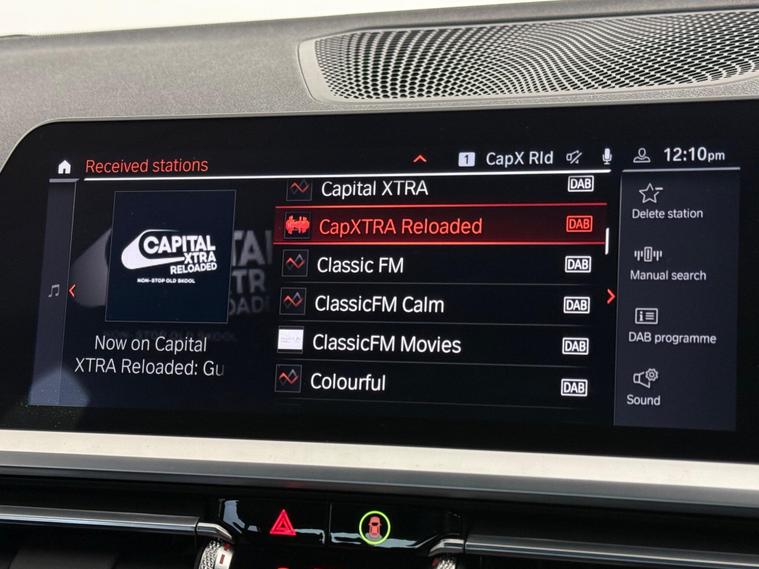 Received stations
1 CapX Rld
12:10pm
CAPITAL
XTRA
RELOADED
NON-STOP OLD SKOOL
Now on Capital
XTRA Reloaded: Gu
Capital XTRA DAB
CapXTRA Reloaded DAB
Classic FM DAB
ClassicFM Calm DAB
ClassicFM Movies DAB
Colourful DAB
Delete station
Manual search
DAB programme
Sound